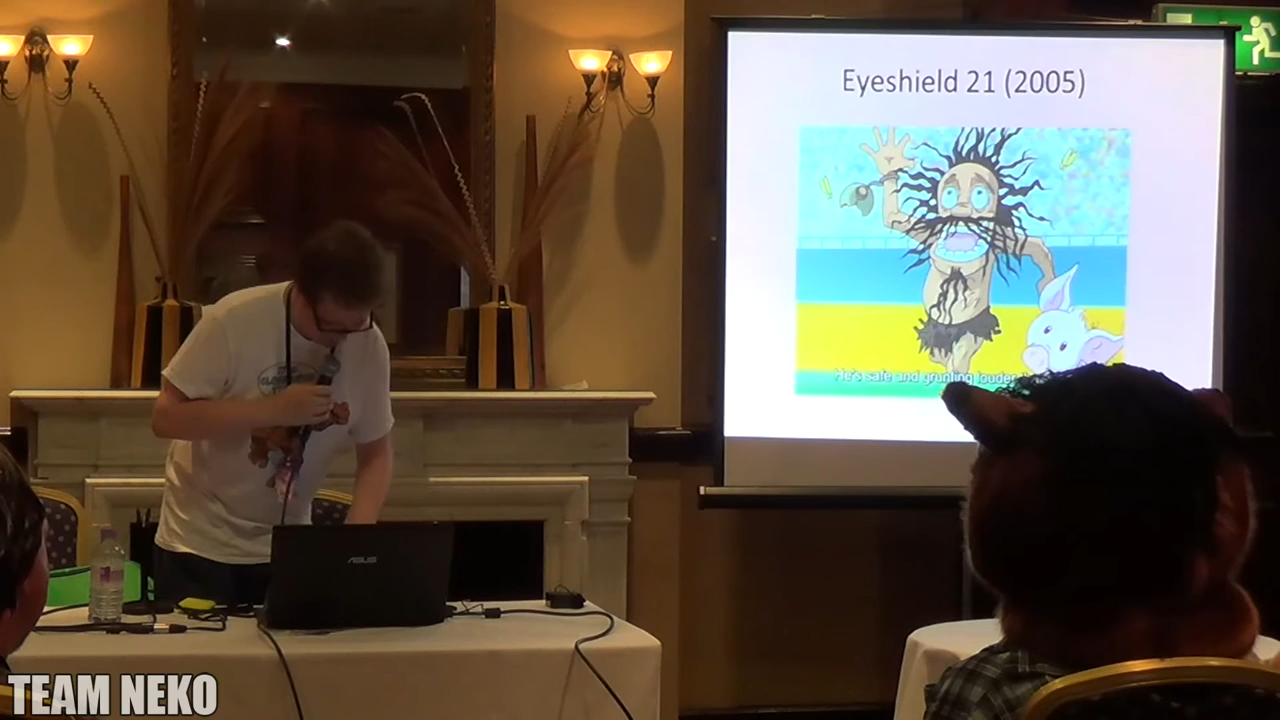 Eyeshield 21 (2005)
He's safe and grunting louder
ASUS
TEAM NEKO